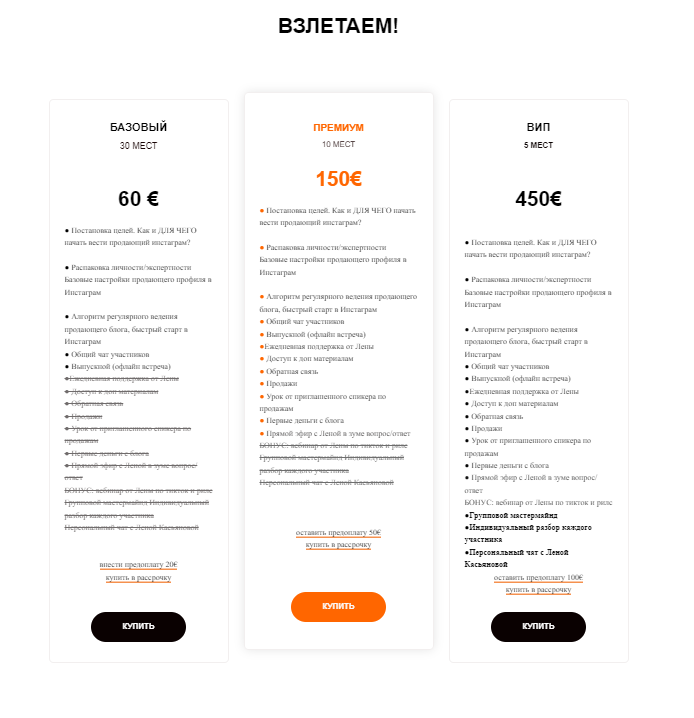 ВЗЛЕТАЕМ!
БАЗОВЫЙ
30 МЕСТ
60 €
● Постановка целей. Как и ДЛЯ ЧЕГО
начать вести продающий инстаграм?
● Распаковка личности/экспертности
Базовые настройки продающего профиля в
Инстаграм
● Алгоритм регулярного ведения
продающего блога, быстрый старт в
Инстаграм
● Общий чат участников
● Выпускной (офлайн встреча)
●Ежедневная поддержка от Лены
● Доступ к доп материалам
● Обратная связь
● Продажи
● Урок от приглашенного спикера по
продажам
● Первые деньги с блога
● Прямой эфир с Леной в зуме вопрос/
ответ
БОНУС: вебинар от Лены по тикток и рилс
Групповой мастермайнд Индивидуальный
разбор каждого участника
Персональный чат с Леной Касьяновой
внести предоплату 20€
купить в рассрочку
КУПИТЬ
ПРЕМИУМ
10 МЕСТ
150€
● Постановка целей. Как и ДЛЯ ЧЕГО начать
вести продающий инстаграм?
● Распаковка личности/экспертности
Базовые настройки продающего профиля в
Инстаграм
● Алгоритм регулярного ведения продающего
блога, быстрый старт в Инстаграм
● Общий чат участников
● Выпускной (офлайн встреча)
●Ежедневная поддержка от Лены
● Доступ к доп материалам
● Обратная связь
● Продажи
● Урок от приглашенного спикера по
продажам
● Первые деньги с блога
● Прямой эфир с Леной в зуме вопрос/ответ
БОНУС: вебинар от Лены по тикток и рилс
Групповой мастермайнд Индивидуальный
разбор каждого участника
Персональный чат с Леной Касьяновой
оставить предоплату 50€
купить в рассрочку
КУПИТЬ
ВИП
5 МЕСТ
450€
● Постановка целей. Как и ДЛЯ ЧЕГО
начать вести продающий инстаграм?
● Распаковка личности/экспертности
Базовые настройки продающего профиля в
Инстаграм
● Алгоритм регулярного ведения
продающего блога, быстрый старт в
Инстаграм
● Общий чат участников
● Выпускной (офлайн встреча)
●Ежедневная поддержка от Лены
● Доступ к доп материалам
● Обратная связь
● Продажи
● Урок от приглашенного спикера по
продажам
● Первые деньги с блога
● Прямой эфир с Леной в зуме вопрос/
ответ
БОНУС: вебинар от Лены по тикток и рилс
●Групповой мастермайнд
●Индивидуальный разбор каждого
участника
●Персональный чат с Леной
Касьяновой
оставить предоплату 100€
купить в рассрочку
КУПИТЬ